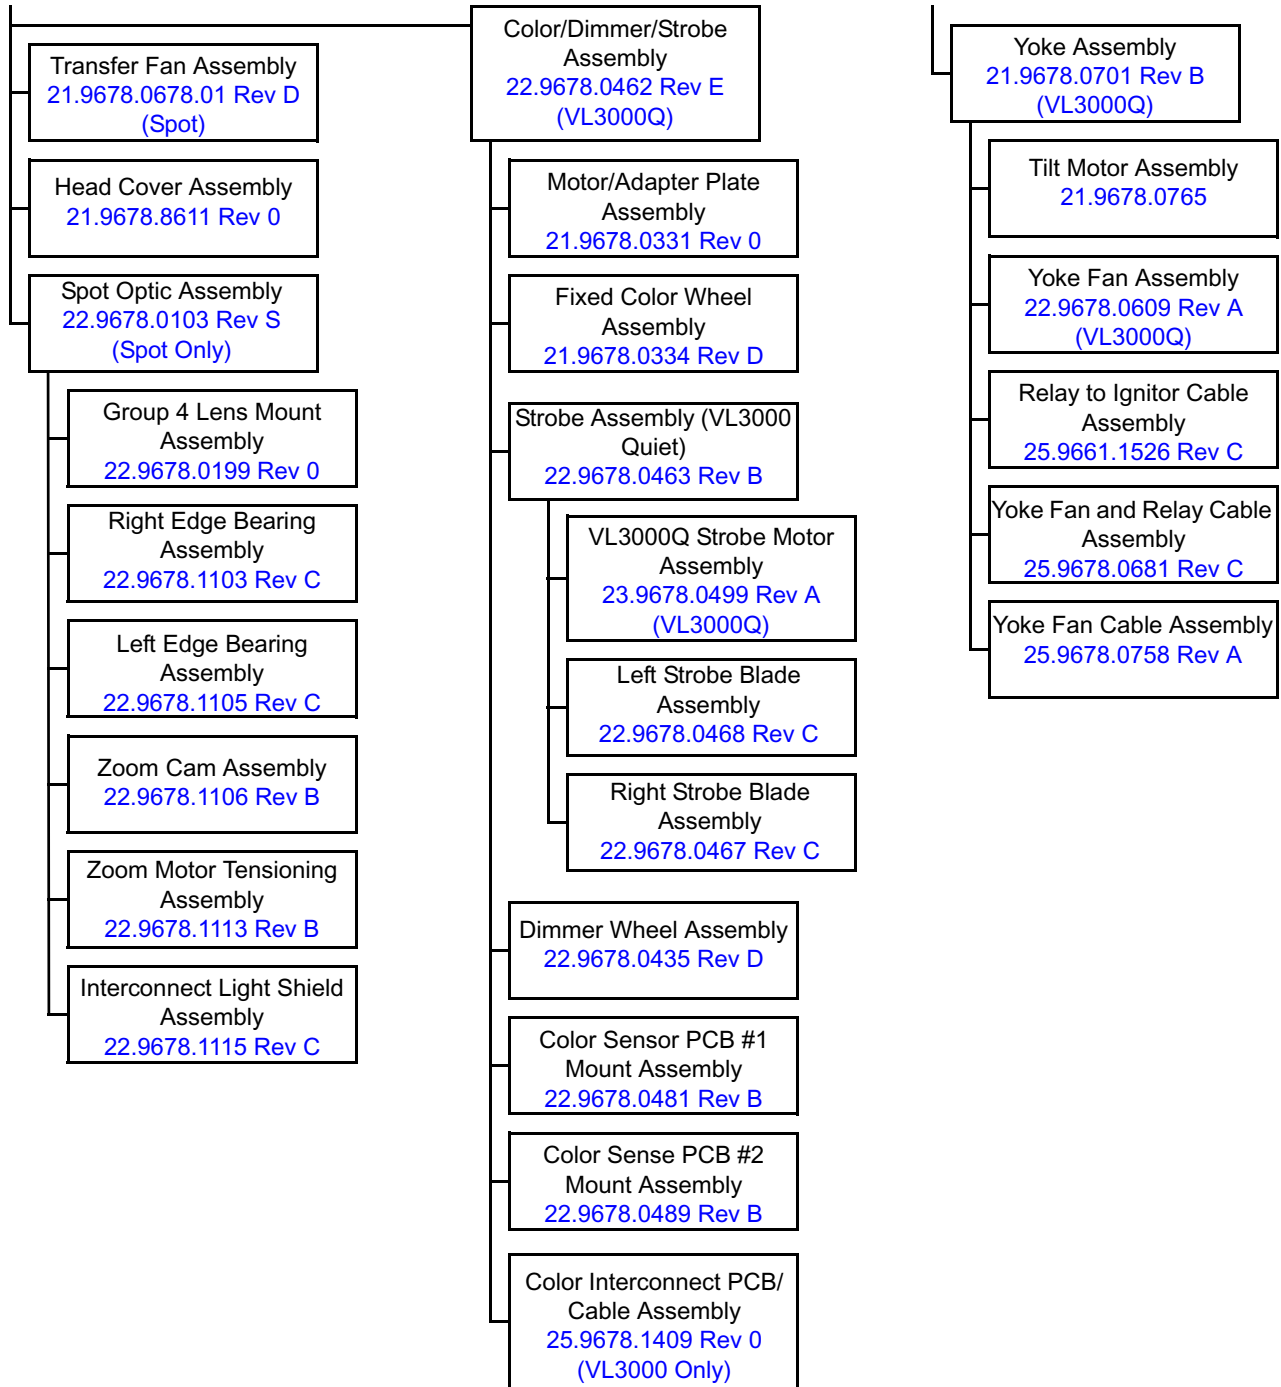 Transfer Fan Assembly
21.9678.0678.01 Rev D
(Spot)
Head Cover Assembly
21.9678.8611 Rev 0
Spot Optic Assembly
22.9678.0103 Rev S
(Spot Only)
Group 4 Lens Mount
Assembly
22.9678.0199 Rev 0
Right Edge Bearing
Assembly
22.9678.1103 Rev C
Left Edge Bearing
Assembly
22.9678.1105 Rev C
Zoom Cam Assembly
22.9678.1106 Rev B
Zoom Motor Tensioning
Assembly
22.9678.1113 Rev B
Interconnect Light Shield
Assembly
22.9678.1115 Rev C
Color/Dimmer/Strobe
Assembly
22.9678.0462 Rev E
(VL3000Q)
Motor/Adapter Plate
Assembly
21.9678.0331 Rev 0
Fixed Color Wheel
Assembly
21.9678.0334 Rev D
Strobe Assembly (VL3000
Quiet)
22.9678.0463 Rev B
VL3000Q Strobe Motor
Assembly
23.9678.0499 Rev A
(VL3000Q)
Left Strobe Blade
Assembly
22.9678.0468 Rev C
Right Strobe Blade
Assembly
22.9678.0467 Rev C
Dimmer Wheel Assembly
22.9678.0435 Rev D
Color Sensor PCB #1
Mount Assembly
22.9678.0481 Rev B
Color Sense PCB #2
Mount Assembly
22.9678.0489 Rev B
Color Interconnect PCB/
Cable Assembly
25.9678.1409 Rev 0
(VL3000 Only)
Yoke Assembly
21.9678.0701 Rev B
(VL3000Q)
Tilt Motor Assembly
21.9678.0765
Yoke Fan Assembly
22.9678.0609 Rev A
(VL3000Q)
Relay to Ignitor Cable
Assembly
25.9661.1526 Rev C
Yoke Fan and Relay Cable
Assembly
25.9678.0681 Rev C
Yoke Fan Cable Assembly
25.9678.0758 Rev A